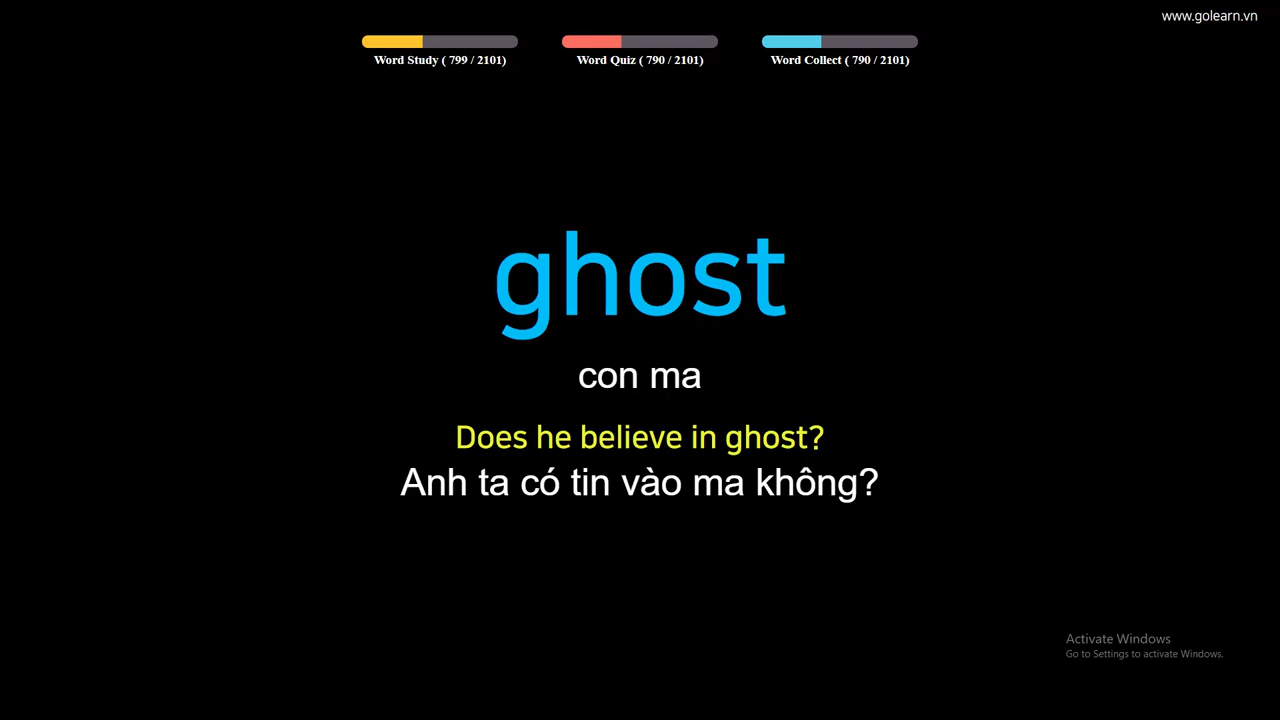 www.golearn.vn
Word Study ( 799 / 2101)
Word Quiz ( 790 / 2101)
Word Collect ( 790 / 2101)
ghost
con ma
Does he believe in ghost?
Anh ta có tin vào ma không?
Activate Windows
Go to Settings to activate Windows.